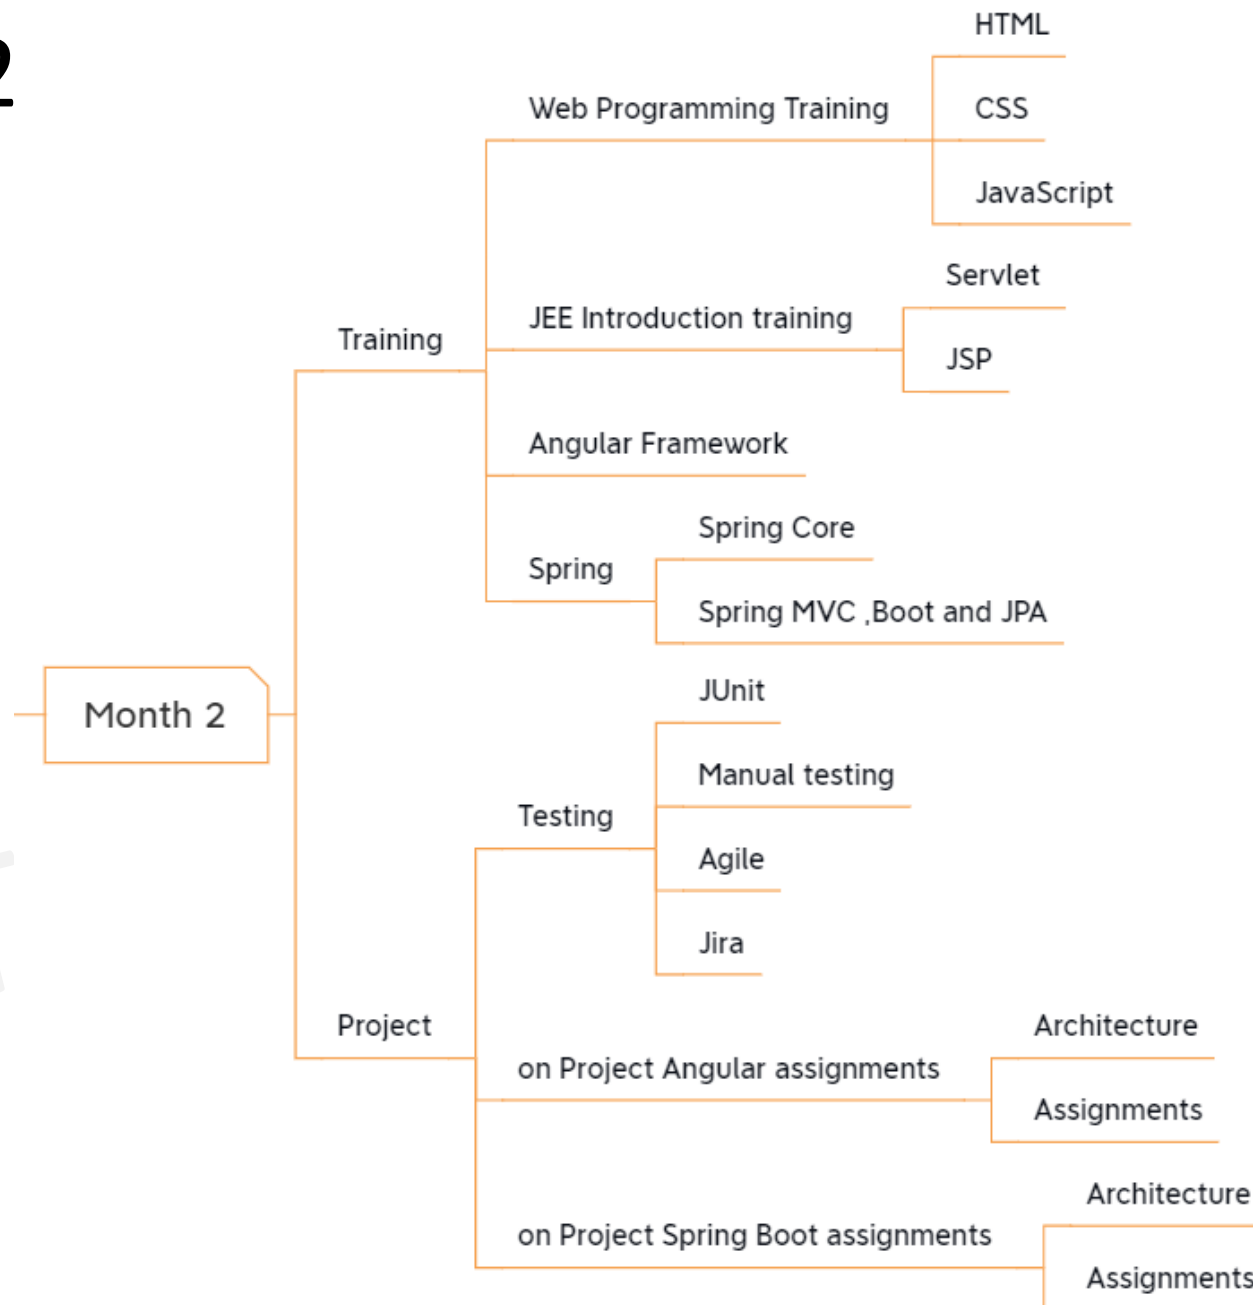 2
HTML
Web Programming Training
CSS
JavaScript
Servlet
JEE Introduction training
JSP
Training
Angular Framework
Spring Core
Spring
Spring MVC ,Boot and JPA
Month 2
JUnit
Manual testing
Testing
Agile
Jira
Project
Architecture
on Project Angular assignments
Assignments
Architecture
on Project Spring Boot assignments
Assignments